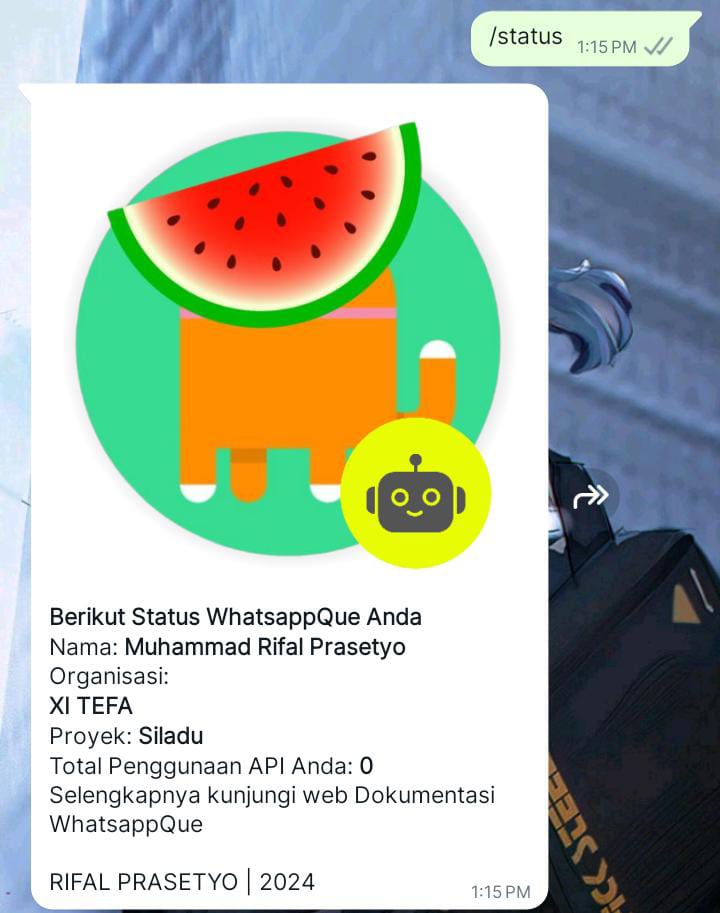 /status 1:15 PM
Berikut Status WhatsappQue Anda
Nama: Muhammad Rifal Prasetyo
Organisasi:
XI TEFA
Proyek: Siladu
Total Penggunaan API Anda: 0
Selengkapnya kunjungi web Dokumentasi
WhatsappQue
RIFAL PRASETYO | 2024
1:15 PM